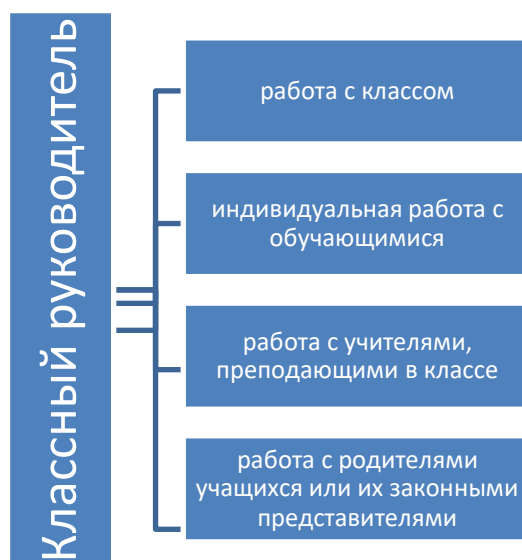 Классный руководитель
работа с классом
индивидуальная работа с
обучающимися
работа с учителями,
преподающими в классе
работа с родителями
учащихся или их законными
представителями